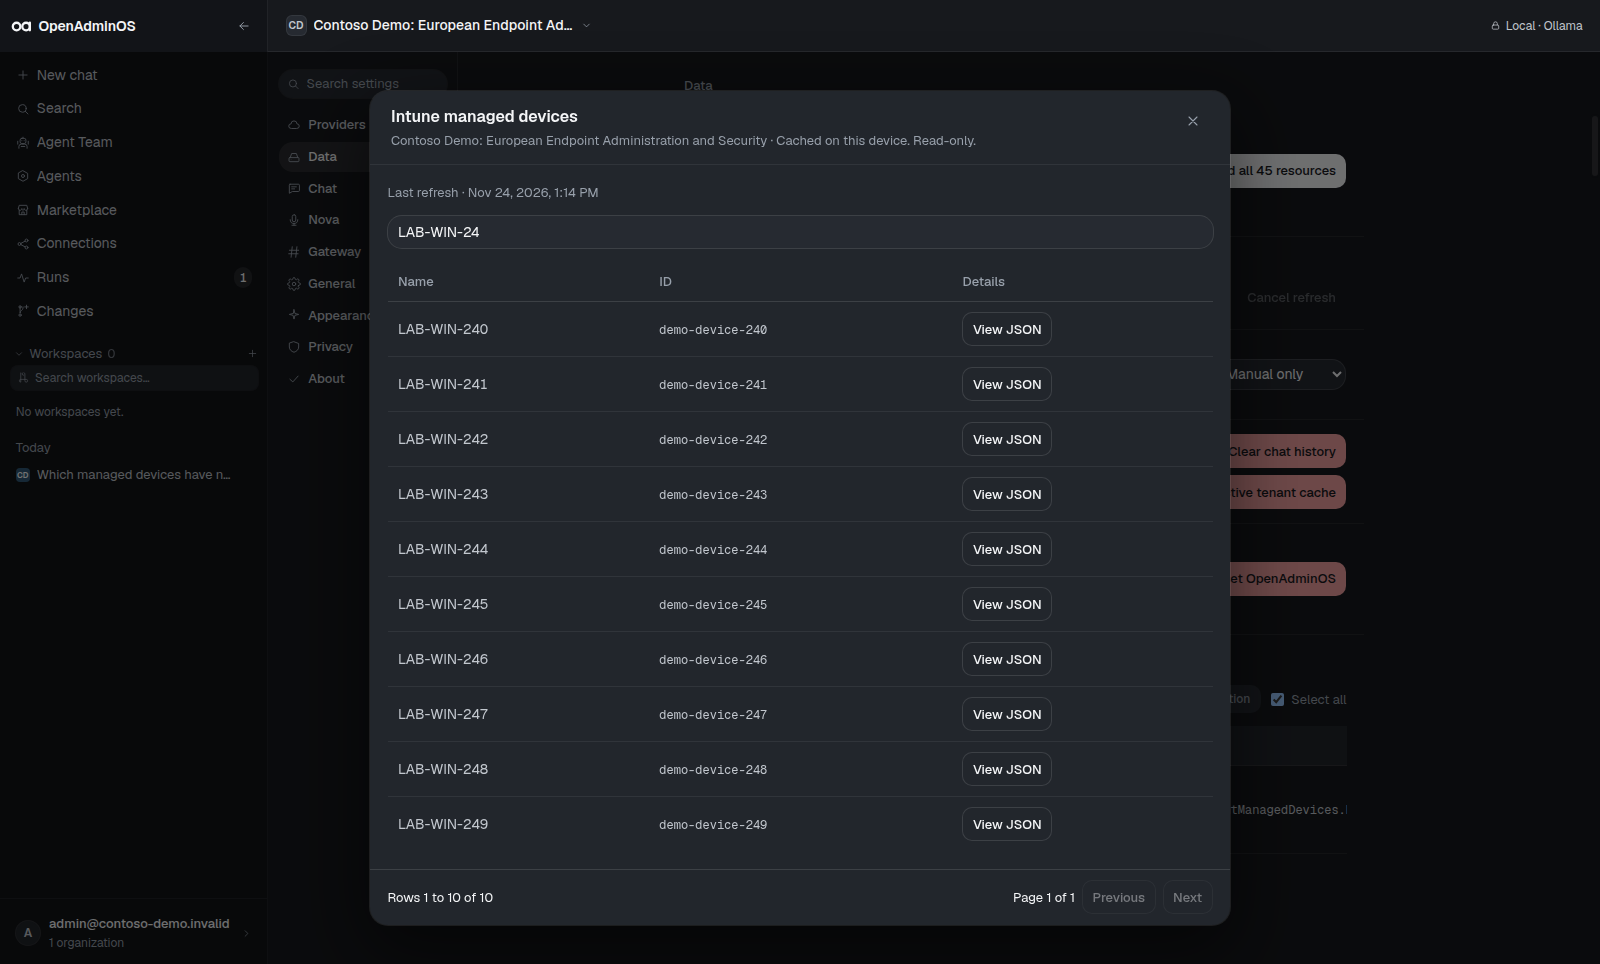 OpenAdminOS
CD Contoso Demo: European Endpoint Ad...
Local · Ollama
New chat
Search
Agent Team
Agents
Marketplace
Connections
Runs 1
Changes
Workspaces 0
Search workspaces...
No workspaces yet.
Today
CD Which managed devices have n...
A admin@contoso-demo.invalid
1 organization
Search settings
Providers
Data
Chat
Nova
Gateway
General
Privacy
About
Data
all 45 resources
Cancel refresh
Manual only
Clear chat history
tenant cache
OpenAdminOS
Select all
Intune managed devices
Contoso Demo: European Endpoint Administration and Security · Cached on this device. Read-only.
Last refresh · Nov 24, 2026, 1:14 PM
LAB-WIN-24
Name ID Details
LAB-WIN-240 demo-device-240 View JSON
LAB-WIN-241 demo-device-241 View JSON
LAB-WIN-242 demo-device-242 View JSON
LAB-WIN-243 demo-device-243 View JSON
LAB-WIN-244 demo-device-244 View JSON
LAB-WIN-245 demo-device-245 View JSON
LAB-WIN-246 demo-device-246 View JSON
LAB-WIN-247 demo-device-247 View JSON
LAB-WIN-248 demo-device-248 View JSON
LAB-WIN-249 demo-device-249 View JSON
Rows 1 to 10 of 10
Page 1 of 1 Previous Next